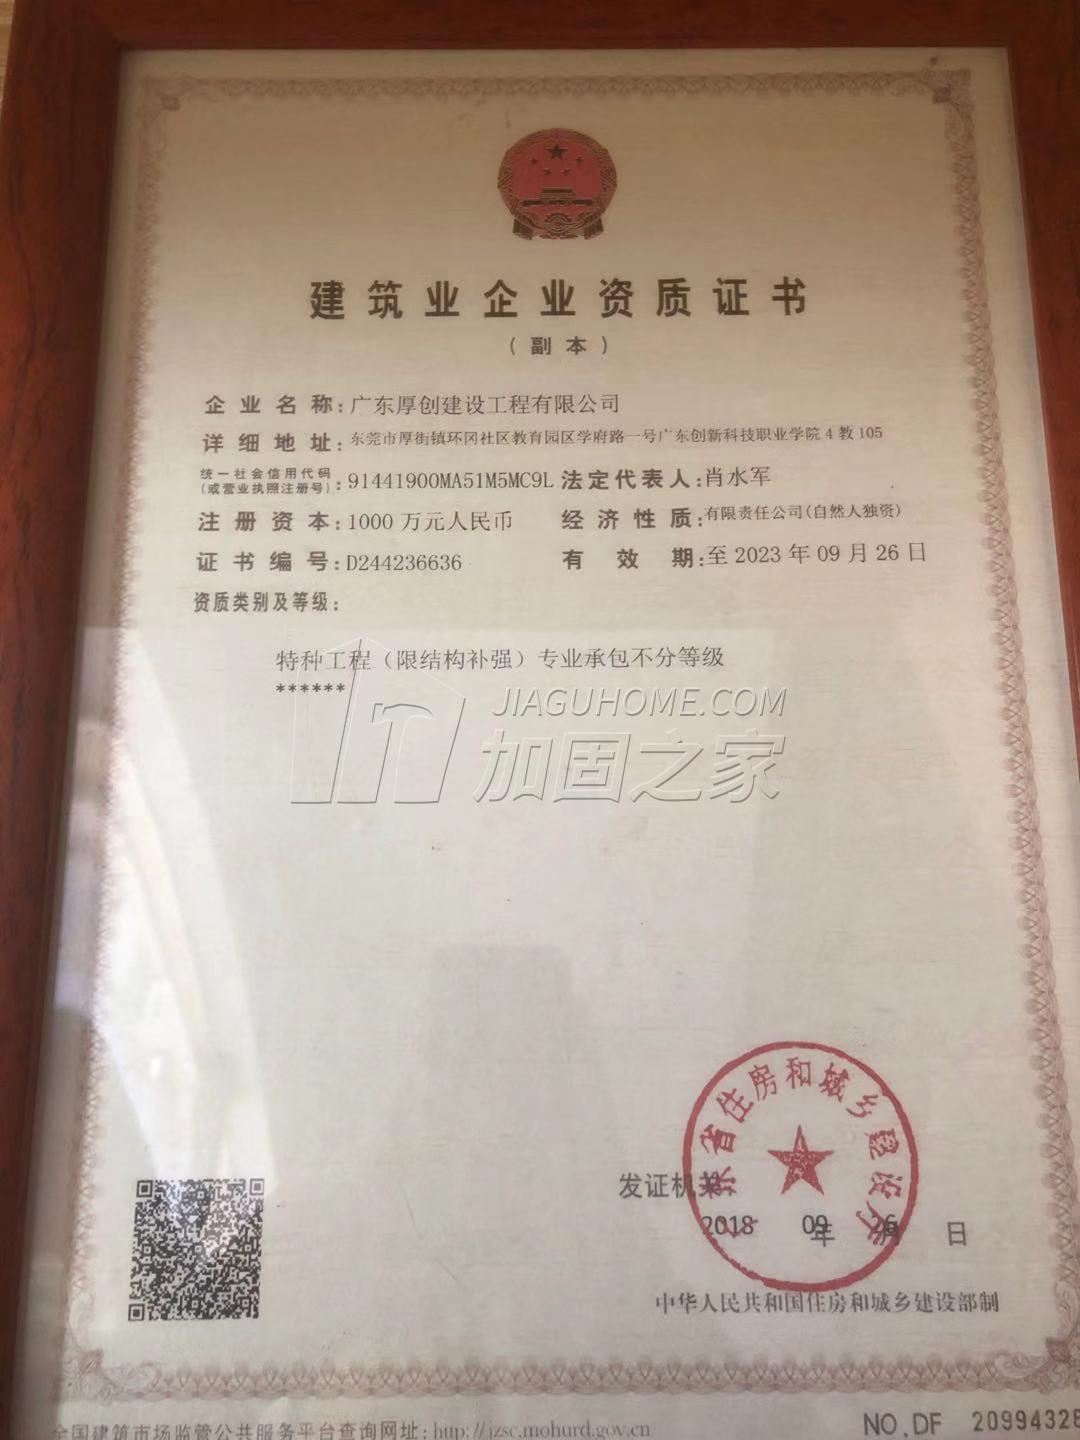 建筑业企业资质证书
（副本）
企业名称：广东厚创建设工程有限公司
详细地址：东莞市厚街镇环冈社区教育园区学府路一号广东创新科技职业学院4教105
统一社会信用代码
(或营业执照注册号)：91441900MA51M5MC9L 法定代表人：肖水军
注册资本：1000万元人民币 经济性质：有限责任公司(自然人独资)
证书编号：D244236636 有效期：至2023年09月26日
资质类别及等级：
特种工程（限结构补强）专业承包不分等级
******
JIAGUHOME.COM
加固之家
东省住房和城乡建设厅
发证机关：
2018年09月26日
中华人民共和国住房和城乡建设部制
全国建筑市场监管公共服务平台查询网址：http://jzsc.mohurd.gov.cn
NO.DF 20994328